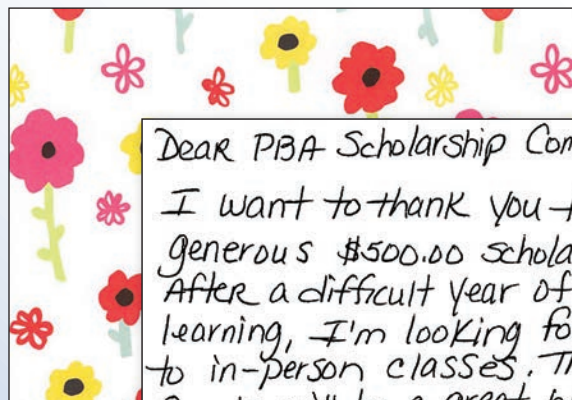 Dear PBA Scholarship Com
I want to thank you
generous $500.00 schola
After a difficult year of
learning, I'm looking fo
to in-person classes. Th